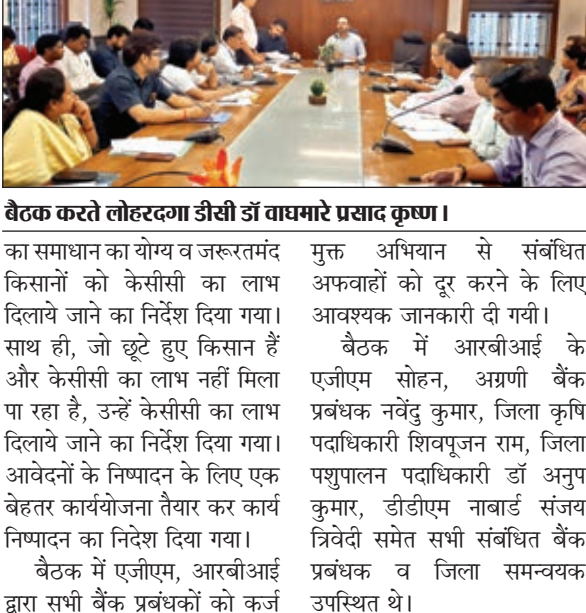 बैठक करते लोहरदगा डीसी डॉ वाघमारे प्रसाद कृष्ण।
का समाधान का योग्य व जरूरतमंद
किसानों को केसीसी का लाभ
दिलाये जाने का निर्देश दिया गया।
साथ ही, जो छूटे हुए किसान हैं
और केसीसी का लाभ नहीं मिला
पा रहा है, उन्हें केसीसी का लाभ
दिलाये जाने का निर्देश दिया गया।
आवेदनों के निष्पादन के लिए एक
बेहतर कार्ययोजना तैयार कर कार्य
निष्पादन का निदेश दिया गया।
बैठक में एजीएम, आरबीआई
द्वारा सभी बैंक प्रबंधकों को कर्ज
मुक्त अभियान से संबंधित
अफवाहों को दूर करने के लिए
आवश्यक जानकारी दी गयी।
बैठक में आरबीआई के
एजीएम सोहन, अग्रणी बैंक
प्रबंधक नवेंदु कुमार, जिला कृषि
पदाधिकारी शिवपूजन राम, जिला
पशुपालन पदाधिकारी डॉ अनुप
कुमार, डीडीएम नाबार्ड संजय
त्रिवेदी समेत सभी संबंधित बैंक
प्रबंधक व जिला समन्वयक
उपस्थित थे।